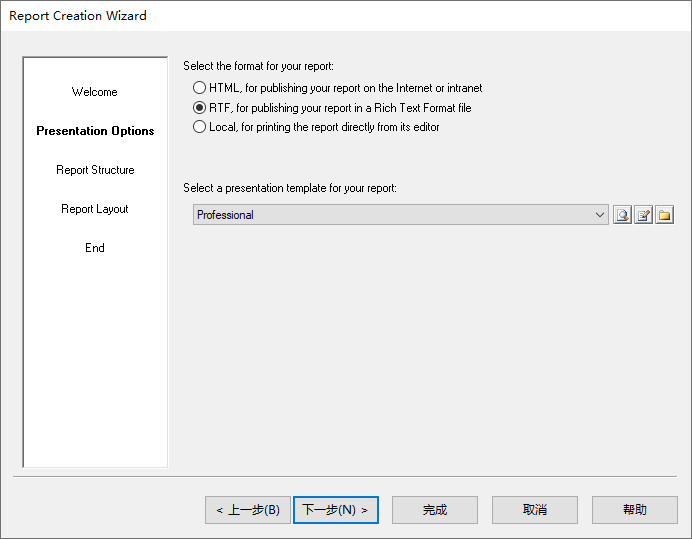 Report Creation Wizard
Welcome
Presentation Options
Report Structure
Report Layout
End
Select the format for your report:
HTML, for publishing your report on the Internet or intranet
RTF, for publishing your report in a Rich Text Format file
Local, for printing the report directly from its editor
Select a presentation template for your report:
Professional
< 上一步(B)
下一步(N) >
完成
取消
帮助